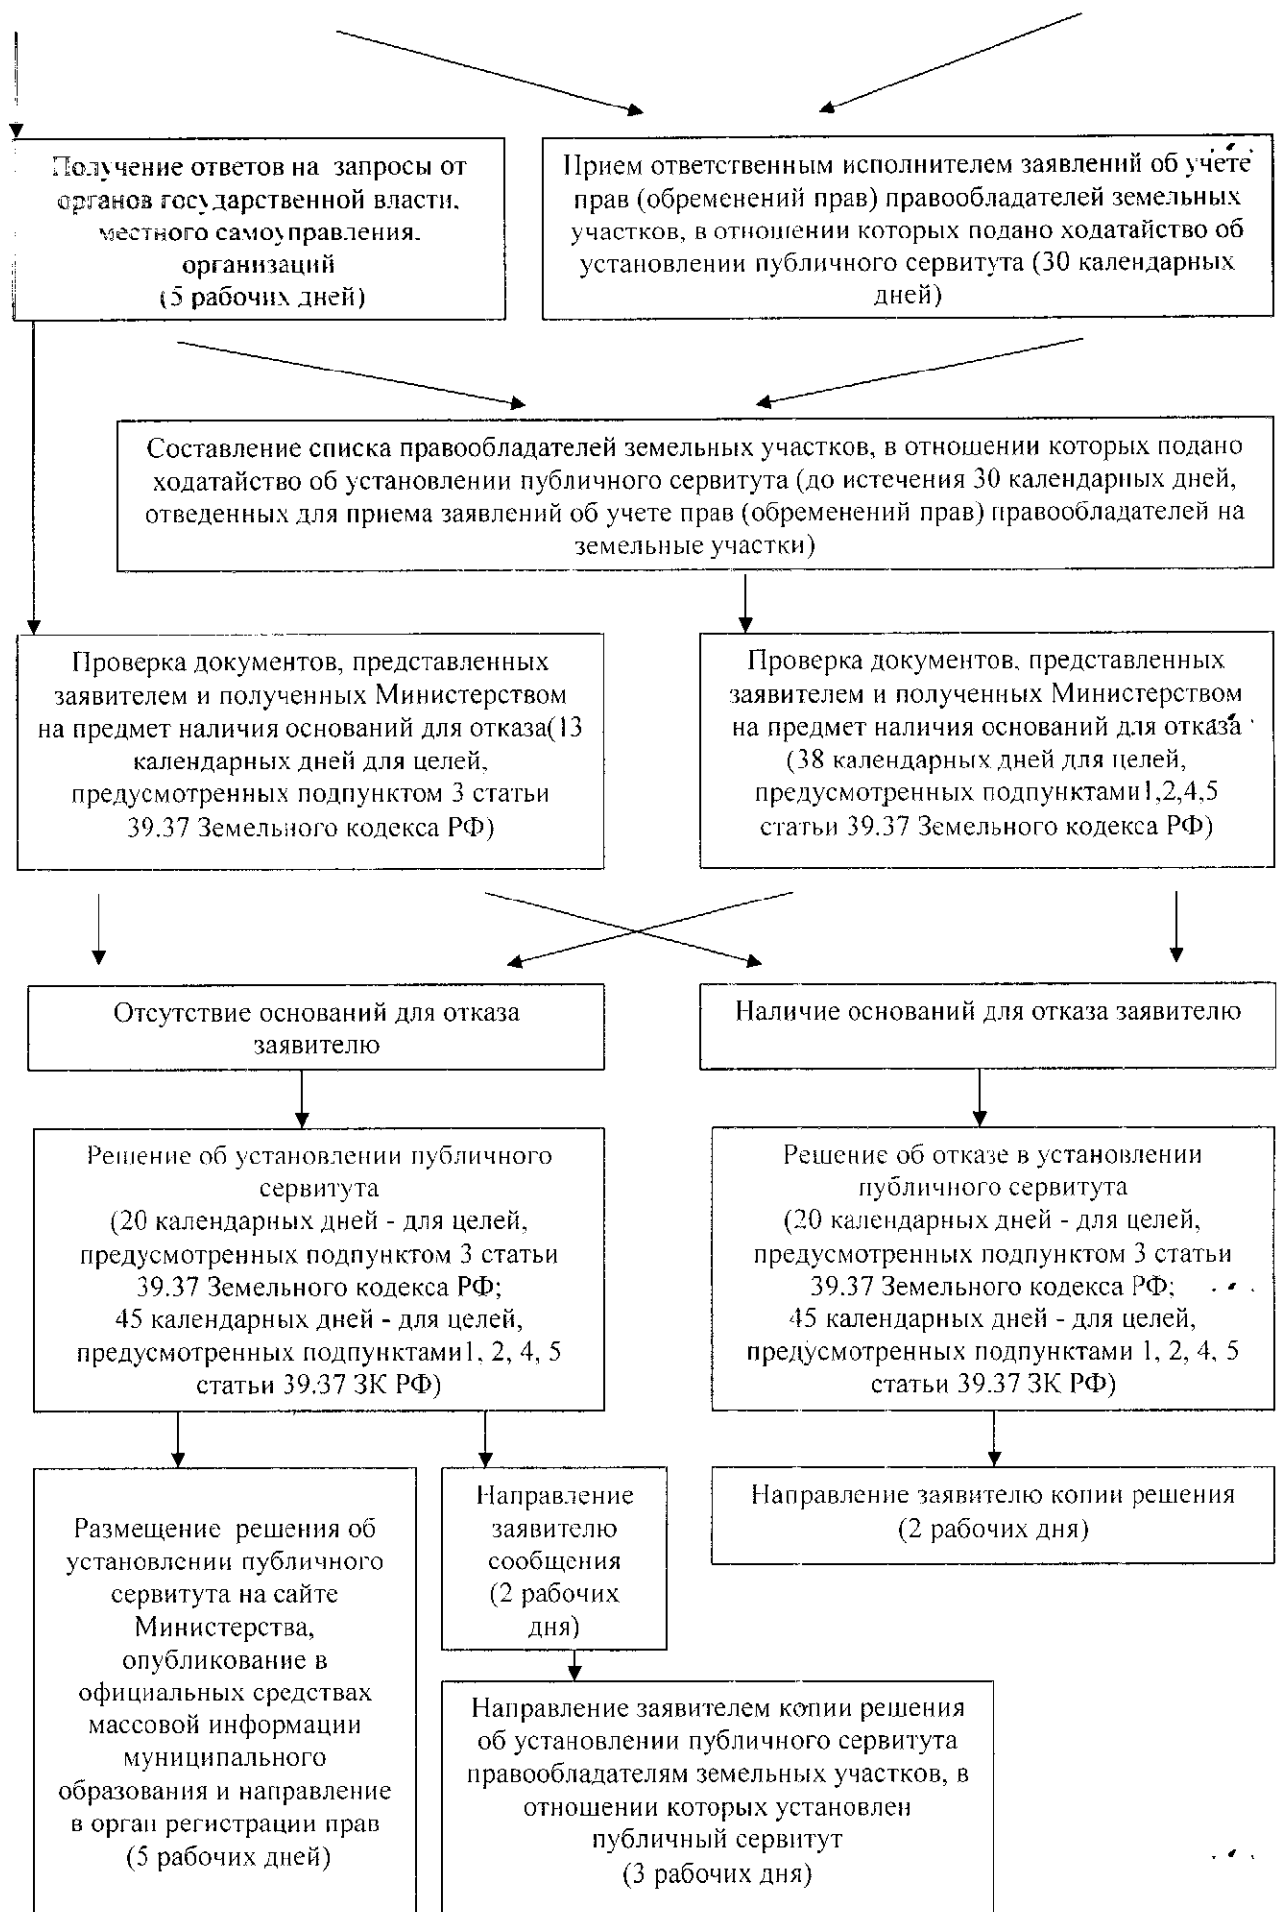 Получение ответов на запросы от
органов государственной власти,
местного самоуправления,
организаций
(5 рабочих дней)
Прием ответственным исполнителем заявлений об учете
прав (обременений прав) правообладателей земельных
участков, в отношении которых подано ходатайство об
установлении публичного сервитута (30 календарных
дней)
Составление списка правообладателей земельных участков, в отношении которых подано
ходатайство об установлении публичного сервитута (до истечения 30 календарных дней,
отведенных для приема заявлений об учете прав (обременений прав) правообладателей на
земельные участки)
Проверка документов, представленных
заявителем и полученных Министерством
на предмет наличия оснований для отказа(13
календарных дней для целей,
предусмотренных подпунктом 3 статьи
39.37 Земельного кодекса РФ)
Проверка документов, представленных
заявителем и полученных Министерством
на предмет наличия оснований для отказа
(38 календарных дней для целей,
предусмотренных подпунктами1,2,4,5
статьи 39.37 Земельного кодекса РФ)
Отсутствие оснований для отказа
заявителю
Наличие оснований для отказа заявителю
Решение об установлении публичного
сервитута
(20 календарных дней - для целей,
предусмотренных подпунктом 3 статьи
39.37 Земельного кодекса РФ;
45 календарных дней - для целей,
предусмотренных подпунктами1, 2, 4, 5
статьи 39.37 ЗК РФ)
Решение об отказе в установлении
публичного сервитута
(20 календарных дней - для целей,
предусмотренных подпунктом 3 статьи
39.37 Земельного кодекса РФ;
45 календарных дней - для целей,
предусмотренных подпунктами 1, 2, 4, 5
статьи 39.37 ЗК РФ)
Размещение решения об
установлении публичного
сервитута на сайте
Министерства,
опубликование в
официальных средствах
массовой информации
муниципального
образования и направление
в орган регистрации прав
(5 рабочих дней)
Направление
заявителю
сообщения
(2 рабочих
дня)
Направление заявителю копии решения
(2 рабочих дня)
Направление заявителем копии решения
об установлении публичного сервитута
правообладателям земельных участков, в
отношении которых установлен
публичный сервитут
(3 рабочих дня)